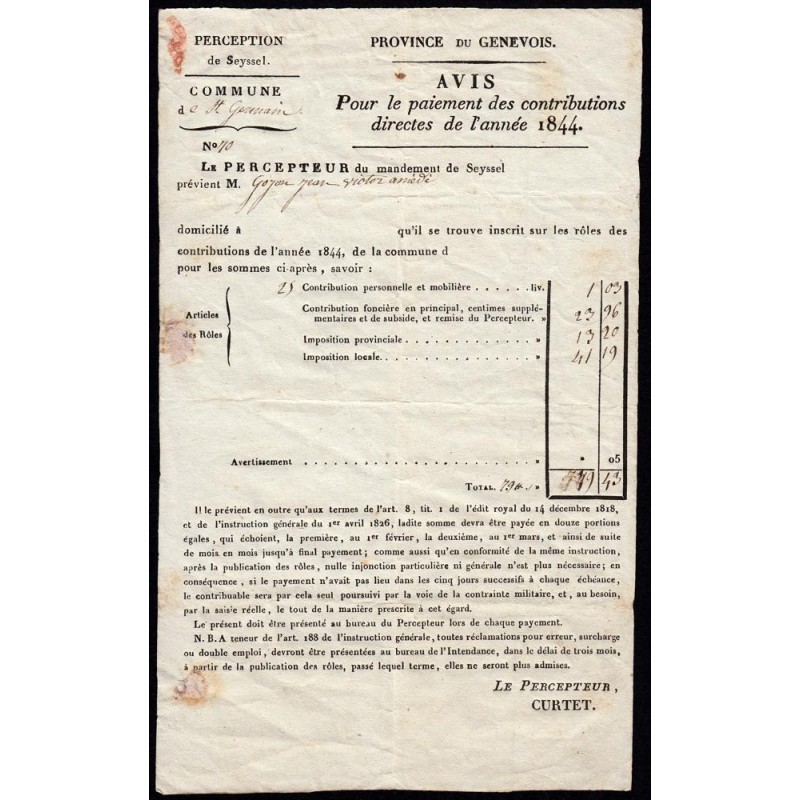 PERCEPTION
de Seyssel.
COMMUNE
de St Germain
No 70
PROVINCE DU GENEVOIS.
AVIS
Pour le paiement des contributions
directes de l'année 1844.
LE PERCEPTEUR du mandement de Seyssel
prévient M. Goyon jean victor amédé
domicilié à qu'il se trouve inscrit sur les rôles des
contributions de l'année 1844, de la commune d
pour les sommes ci-après, savoir :
Articles
des Rôles
25 Contribution personnelle et mobilière . . . . . . liv. 1 03
Contribution foncière en principal, centimes supplé-
mentaires et de subside, et remise du Percepteur. » 23 96
Imposition provinciale . . . . . . . . . . . . . » 13 20
Imposition locale. . . . . . . . . . . . . . . . » 41 19
Avertissement . . . . . . . . . . . . . . . . . . . . » » 05
TOTAL. 79 43
Il le prévient en outre qu'aux termes de l'art. 8, tit. 1 de l'édit royal du 14 décembre 1818,
et de l'instruction générale du 1er avril 1826, ladite somme devra être payée en douze portions
égales, qui échoient, la première, au 1er février, la deuxième, au 1er mars, et ainsi de suite
de mois en mois jusqu'à final payement; comme aussi qu'en conformité de la même instruction,
après la publication des rôles, nulle injonction particulière ni générale n'est plus nécessaire; en
conséquence, si le payement n'avait pas lieu dans les cinq jours successifs à chaque échéance,
le contribuable sera par cela seul poursuivi par la voie de la contrainte militaire, et, au besoin,
par la saisie réelle, le tout de la manière prescrite à cet égard.
Le présent doit être présenté au bureau du Percepteur lors de chaque payement.
N. B. A teneur de l'art. 188 de l'instruction générale, toutes réclamations pour erreur, surcharge
ou double emploi, devront être présentées au bureau de l'Intendance, dans le délai de trois mois,
à partir de la publication des rôles, passé lequel terme, elles ne seront plus admises.
LE PERCEPTEUR,
CURTET.